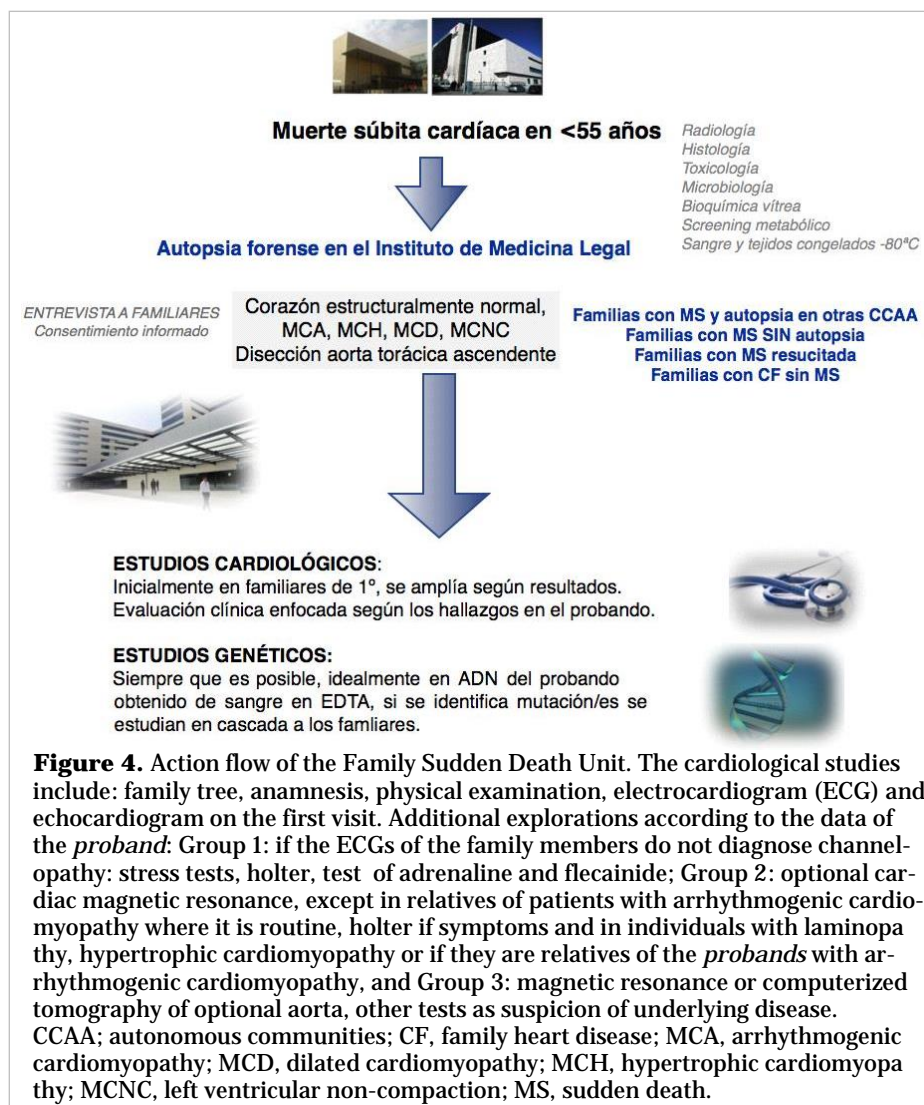 Muerte súbita cardíaca en <55 años
Radiología
Histología
Toxicología
Microbiología
Bioquímica vítrea
Screening metabólico
Sangre y tejidos congelados -80ªC
Autopsia forense en el Instituto de Medicina Legal
ENTREVISTA A FAMILIARES
Consentimiento informado
Corazón estructuralmente normal,
MCA, MCH, MCD, MCNC
Disección aorta torácica ascendente
Familias con MS y autopsia en otras CCAA
Familias con MS SIN autopsia
Familias con MS resucitada
Familias con CF sin MS
ESTUDIOS CARDIOLÓGICOS:
Inicialmente en familiares de 1º, se amplía según resultados.
Evaluación clínica enfocada según los hallazgos en el probando.
ESTUDIOS GENÉTICOS:
Siempre que es posible, idealmente en ADN del probando
obtenido de sangre en EDTA, si se identifica mutación/es se
estudian en cascada a los famliares.
Figure 4. Action flow of the Family Sudden Death Unit. The cardiological studies
include: family tree, anamnesis, physical examination, electrocardiogram (ECG) and
echocardiogram on the first visit. Additional explorations according to the data of
the proband: Group 1: if the ECGs of the family members do not diagnose channel-
opathy: stress tests, holter, test of adrenaline and flecainide; Group 2: optional car-
diac magnetic resonance, except in relatives of patients with arrhythmogenic cardio-
myopathy where it is routine, holter if symptoms and in individuals with laminopa
thy, hypertrophic cardiomyopathy or if they are relatives of the probands with ar-
rhythmogenic cardiomyopathy, and Group 3: magnetic resonance or computerized
tomography of optional aorta, other tests as suspicion of underlying disease.
CCAA; autonomous communities; CF, family heart disease; MCA, arrhythmogenic
cardiomyopathy; MCD, dilated cardiomyopathy; MCH, hypertrophic cardiomyopa
thy; MCNC, left ventricular non-compaction; MS, sudden death.